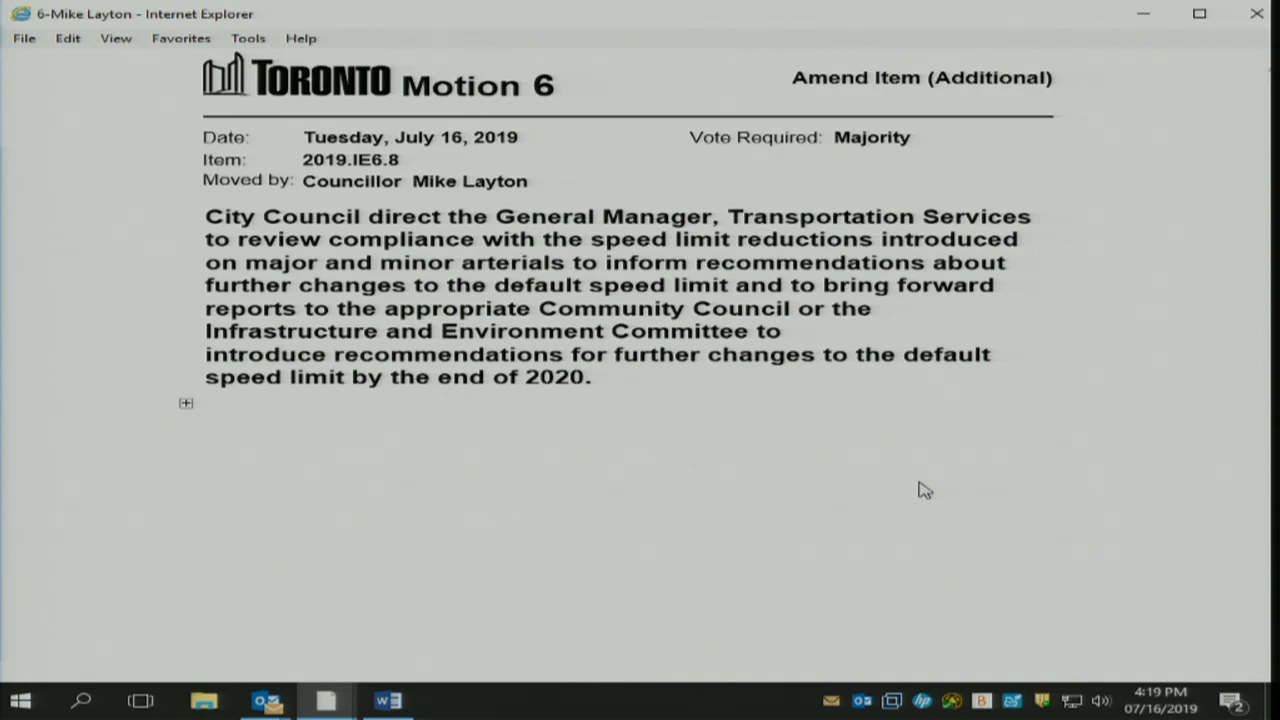 6-Mike Layton - Internet Explorer
File Edit View Favorites Tools Help
TORONTO Motion 6
Amend Item (Additional)
Date: Tuesday, July 16, 2019
Vote Required: Majority
Item: 2019.IE6.8
Moved by: Councillor Mike Layton
City Council direct the General Manager, Transportation Services
to review compliance with the speed limit reductions introduced
on major and minor arterials to inform recommendations about
further changes to the default speed limit and to bring forward
reports to the appropriate Community Council or the
Infrastructure and Environment Committee to
introduce recommendations for further changes to the default
speed limit by the end of 2020.
4:19 PM
07/16/2019
2